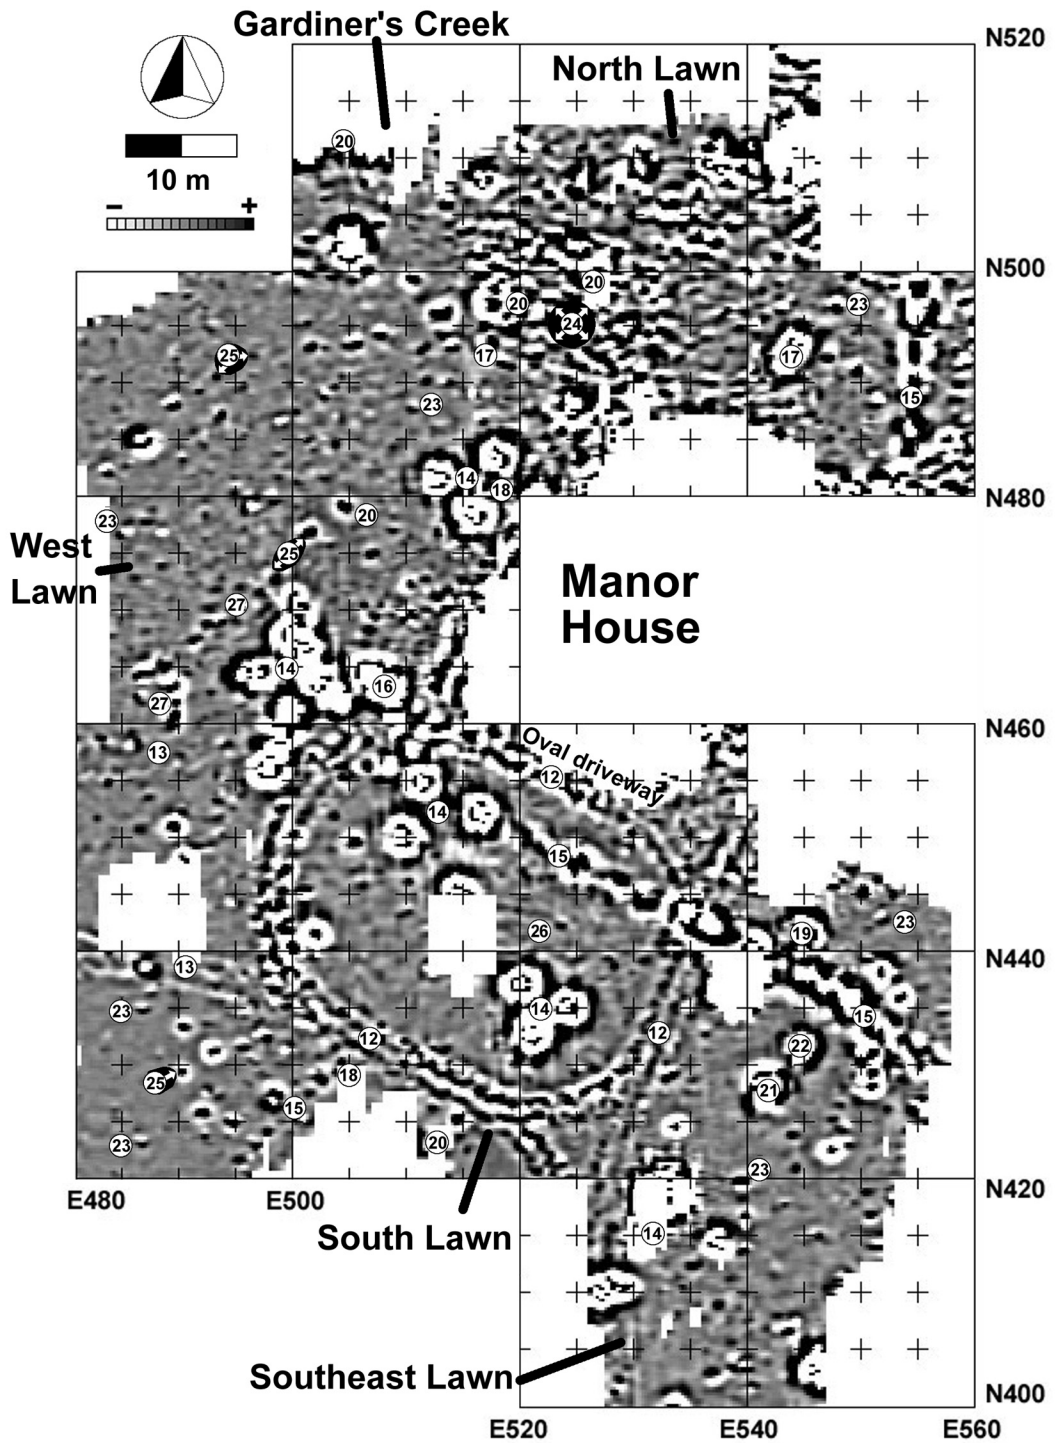 Gardiner's Creek
N520
North Lawn
20
10 m
− +
N500
20
20
23
24
17
17
25
15
23
14
18
N480
23
20
West
Lawn
25
Manor
House
27
14
16
27
N460
Oval driveway
13
12
14
15
26
19
23
N440
13
23
14
15
12
12
22
18
25
21
15
20
23
23
E480
E500
N420
South Lawn
14
Southeast Lawn
N400
E520
E540
E560